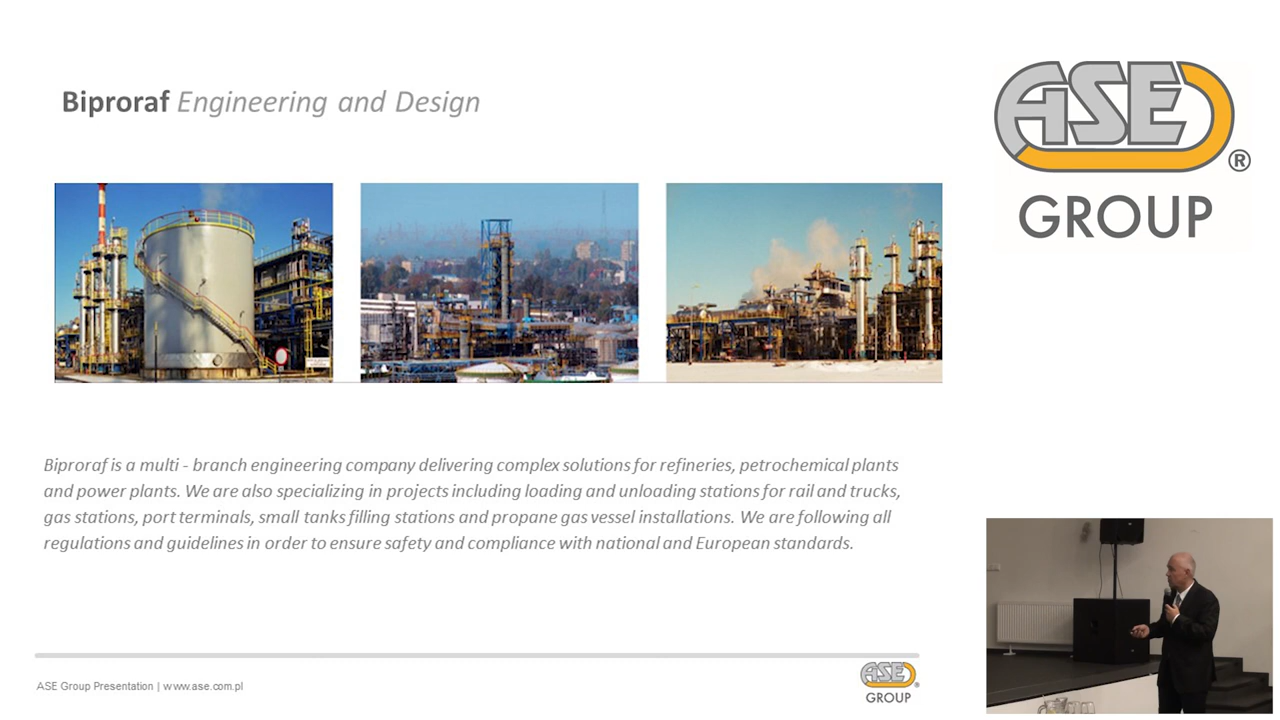 Biproraf Engineering and Design
ASE
®
GROUP
Biproraf is a multi - branch engineering company delivering complex solutions for refineries, petrochemical plants
and power plants. We are also specializing in projects including loading and unloading stations for rail and trucks,
gas stations, port terminals, small tanks filling stations and propane gas vessel installations. We are following all
regulations and guidelines in order to ensure safety and compliance with national and European standards.
ASE Group Presentation | www.ase.com.pl
ASE
®
GROUP